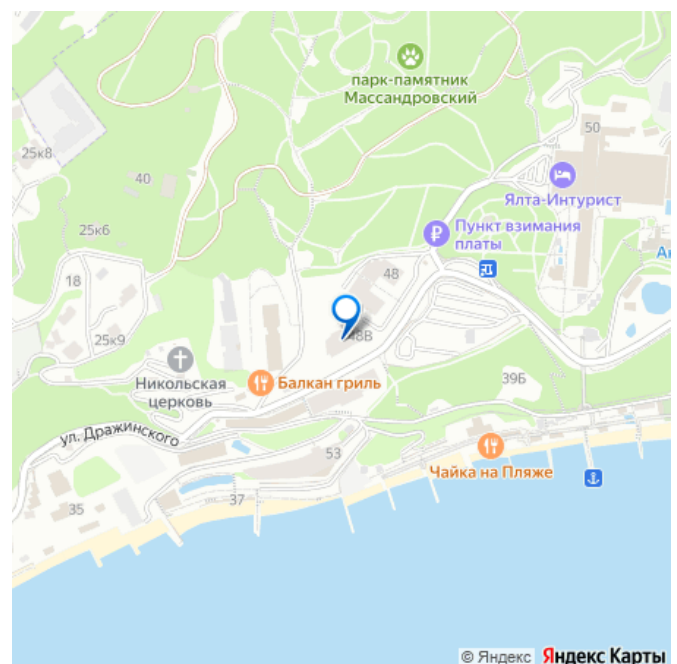 парк-памятник
Массандровский
50
25к8
40
Ялта-Интурист
Пункт взимания
платы
25к6
18
48
Ак
25к9
48В
Никольская
церковь
Балкан гриль
39Б
ул. Дражинского
53
Чайка на Пляже
37
35
© Яндекс Яндекс Карты